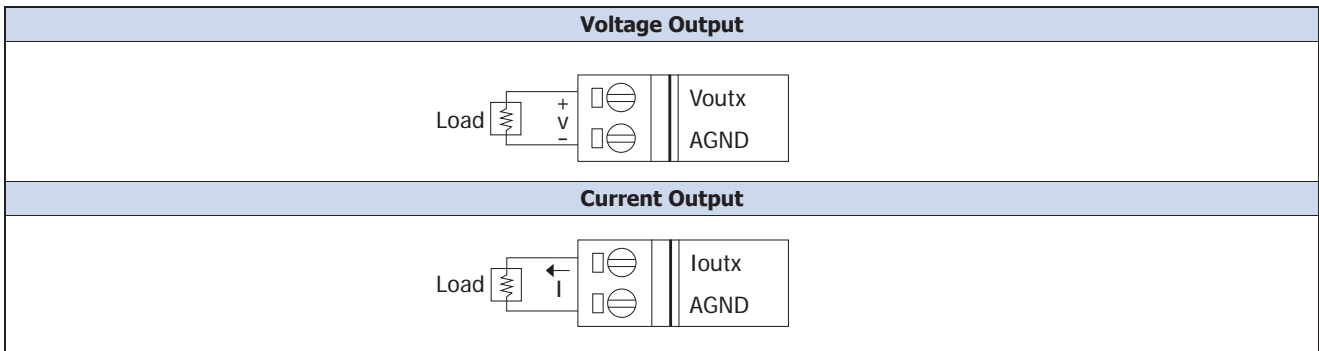 Voltage Output
Load
+
V
–
Voutx
AGND
Current Output
Load
I
Ioutx
AGND